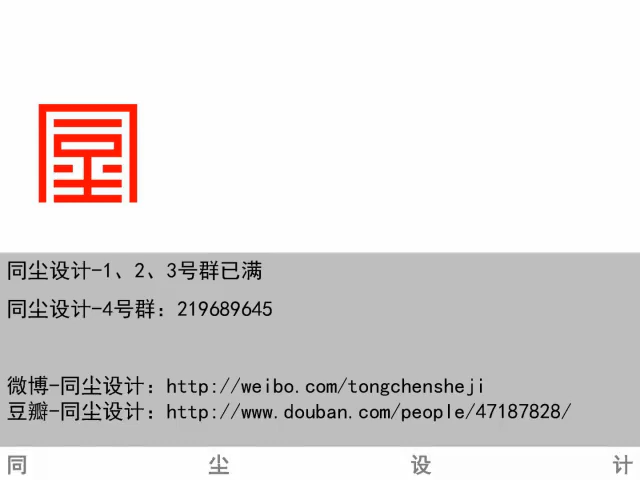 同尘设计-1、2、3号群已满
同尘设计-4号群：219689645
微博-同尘设计：http://weibo.com/tongchensheji
豆瓣-同尘设计：http://www.douban.com/people/47187828/
同尘设计